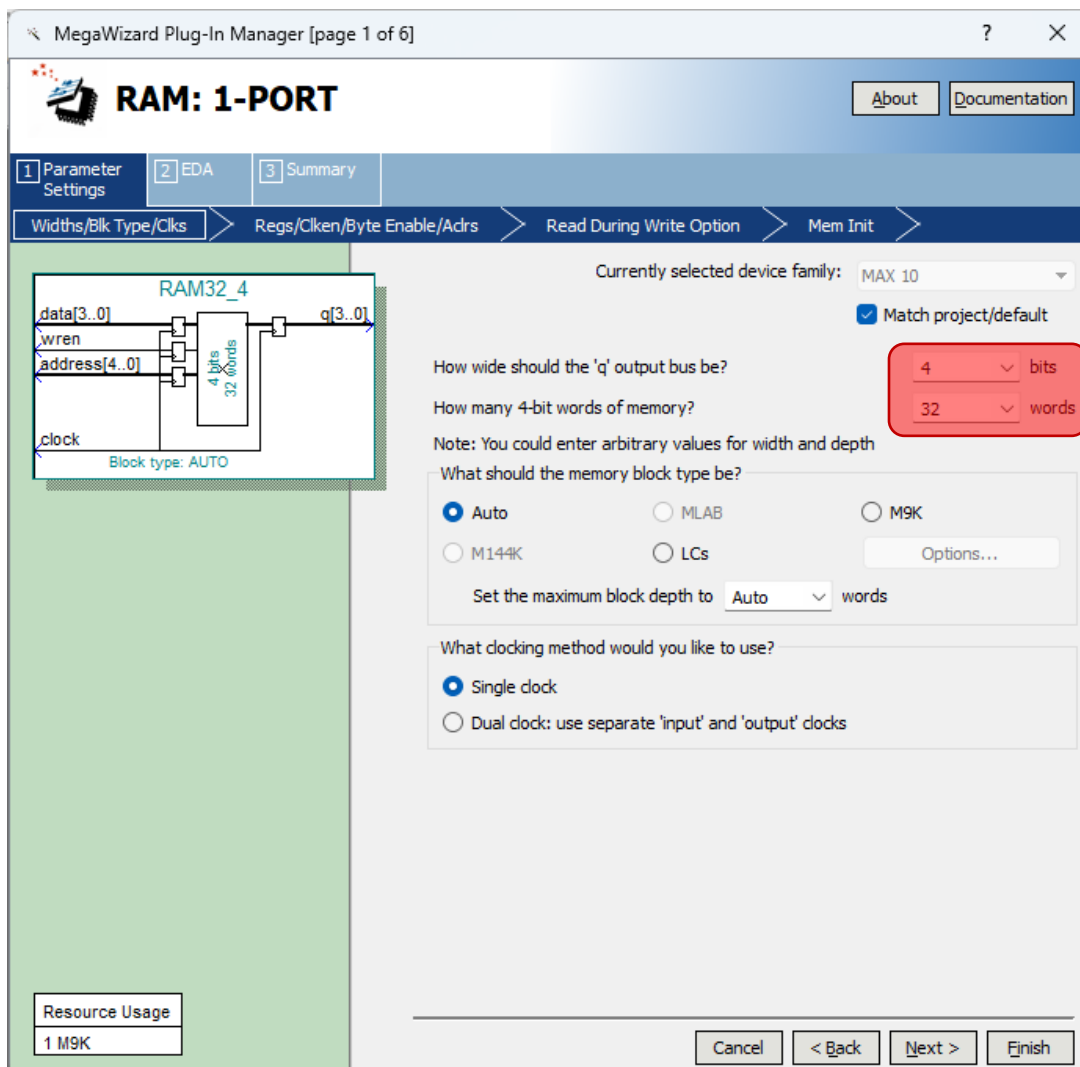 MegaWizard Plug-In Manager [page 1 of 6]
?
RAM: 1-PORT
About
Documentation
1 Parameter Settings
2 EDA
3 Summary
Widths/Blk Type/Clks
Regs/Clken/Byte Enable/Aclrs
Read During Write Option
Mem Init
RAM32_4
data[3..0]
q[3..0]
wren
address[4..0]
4 bits
32 words
clock
Block type: AUTO
Currently selected device family:
MAX 10
Match project/default
How wide should the 'q' output bus be?
4
bits
How many 4-bit words of memory?
32
words
Note: You could enter arbitrary values for width and depth
What should the memory block type be?
Auto
MLAB
M9K
M144K
LCs
Options...
Set the maximum block depth to
Auto
words
What clocking method would you like to use?
Single clock
Dual clock: use separate 'input' and 'output' clocks
Resource Usage
1 M9K
Cancel
< Back
Next >
Finish